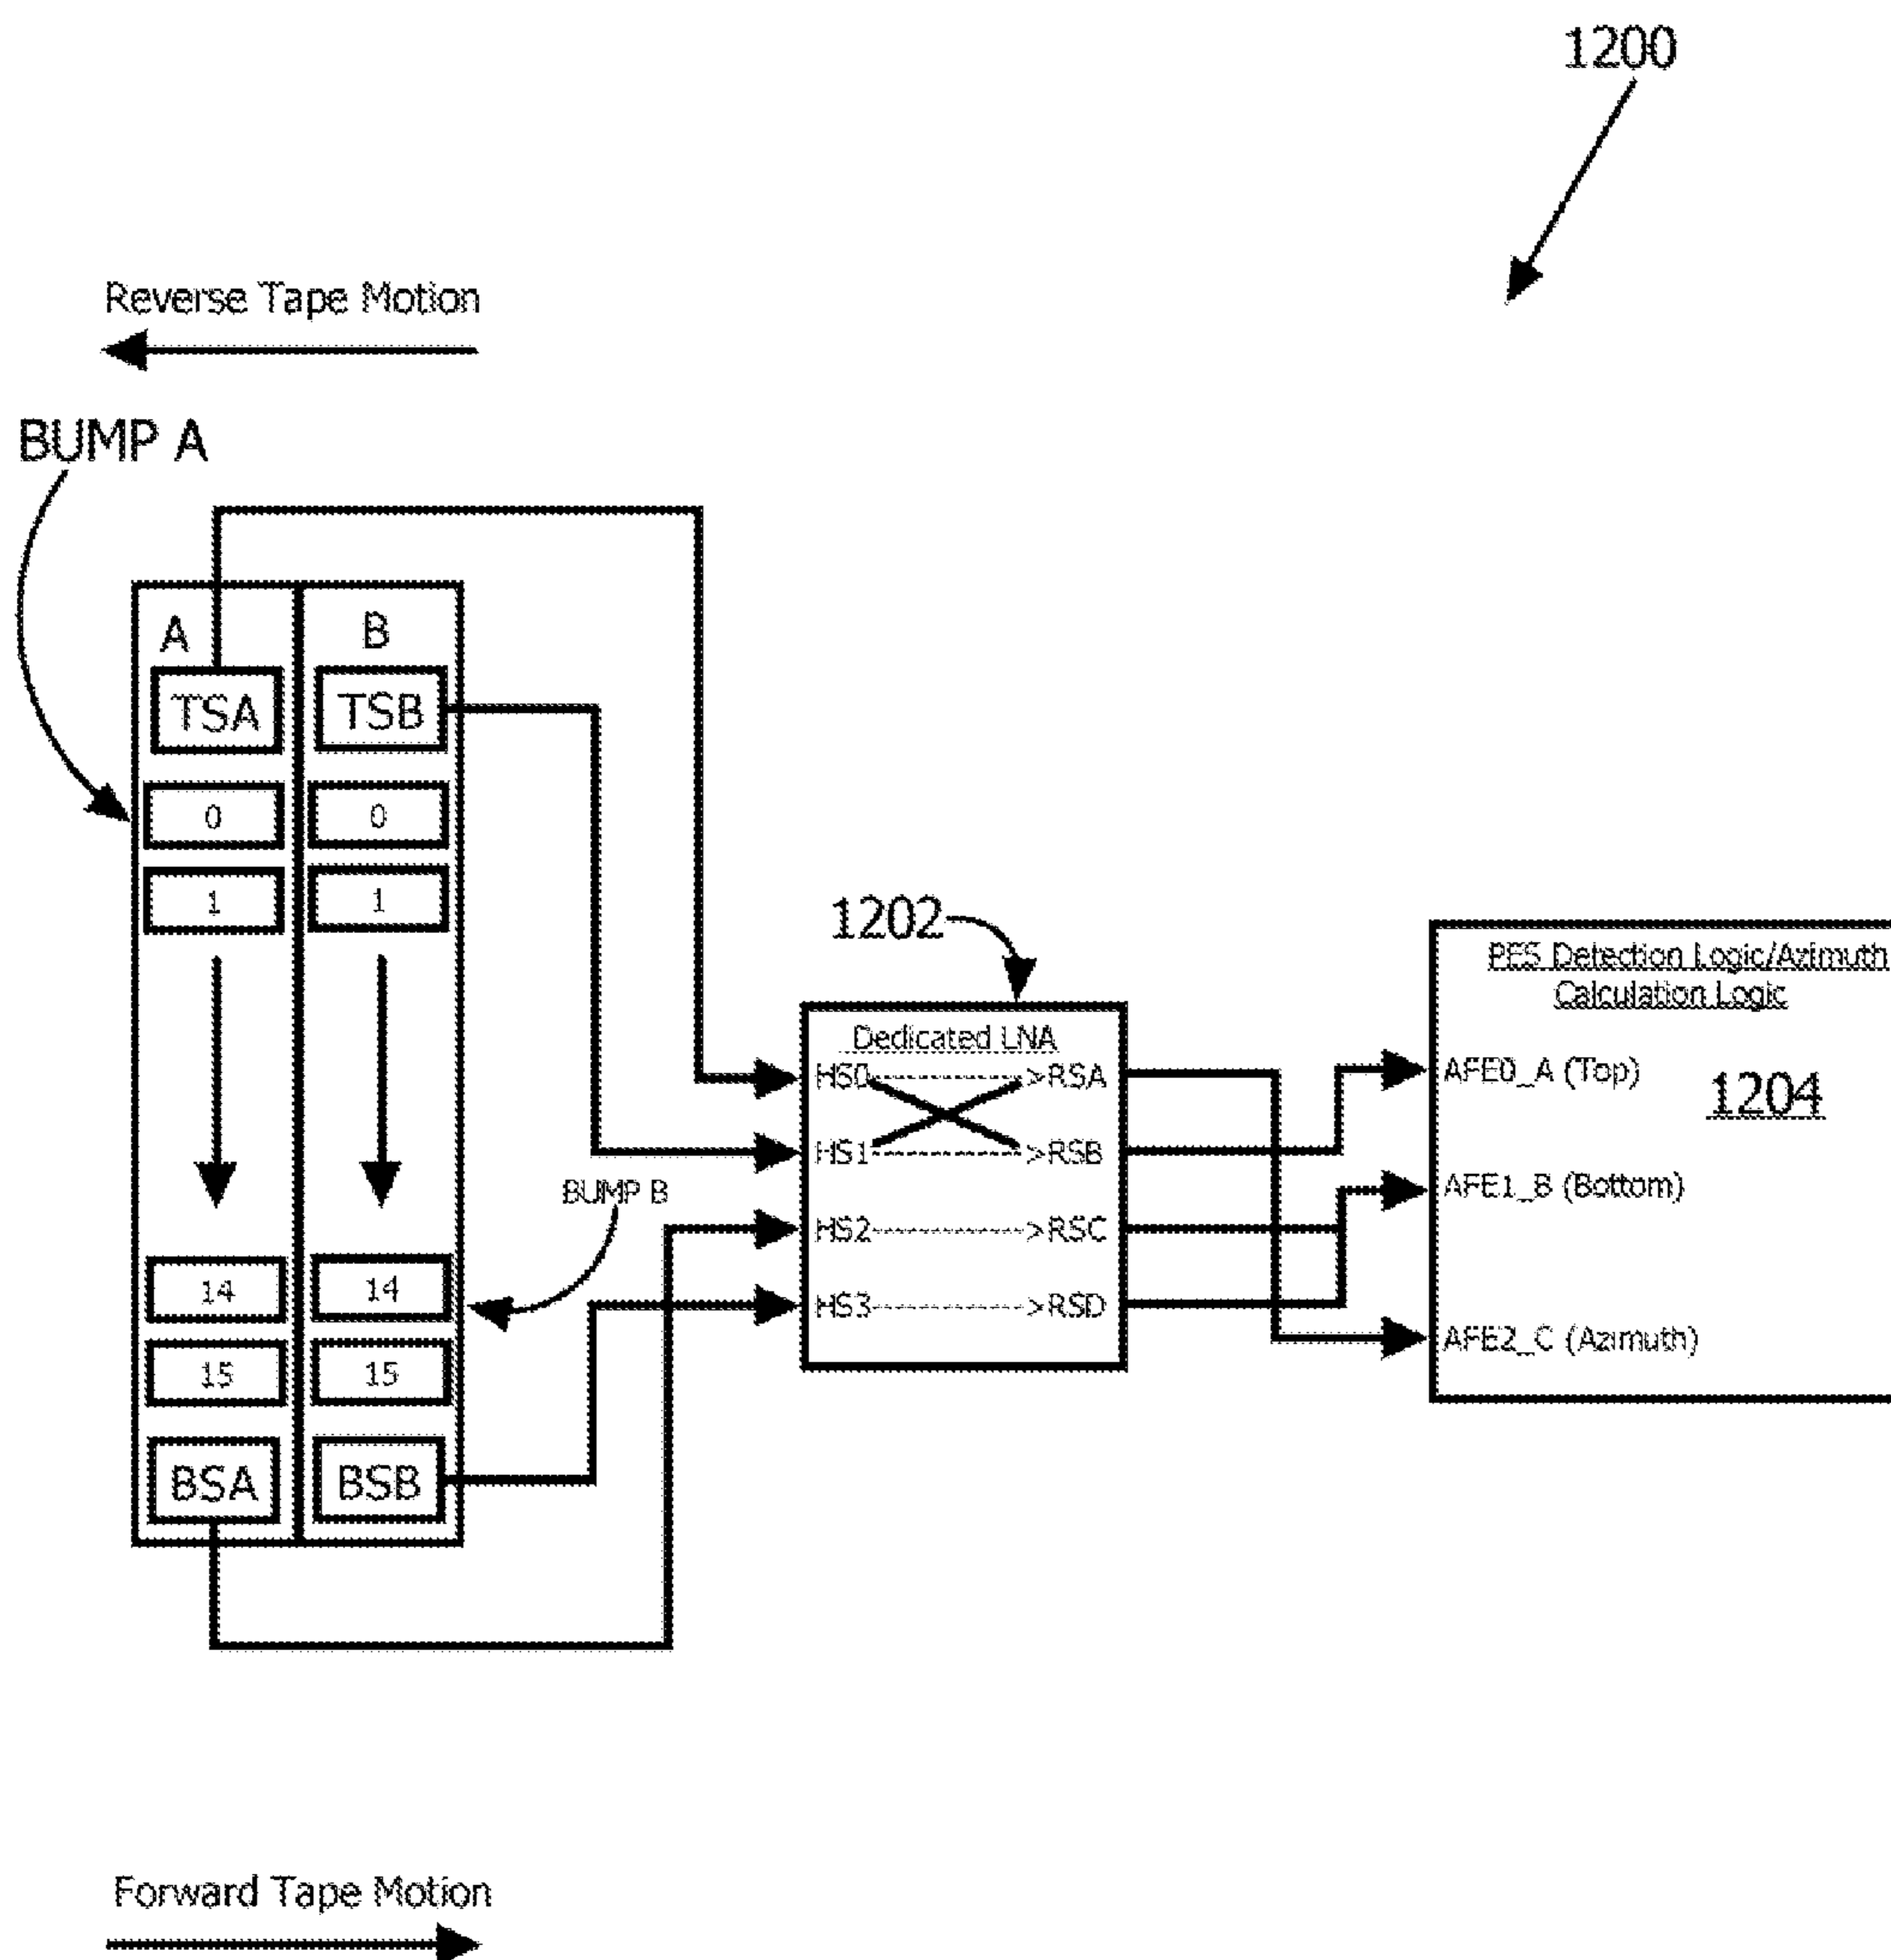 1200
Reverse Tape Motion
BUMP A
A
B
TSA
TSB
0
0
1
1
1202
PES Detection Logic/Azimuth
Calculation Logic
Dedicated LNA
HS0 >RSA
AFE0_A (Top)
1204
HS1 >RSB
BUMP B
AFE1_B (Bottom)
HS2 >RSC
14
14
HS3 >RSD
AFE2_C (Azimuth)
15
15
BSA
BSB
Forward Tape Motion